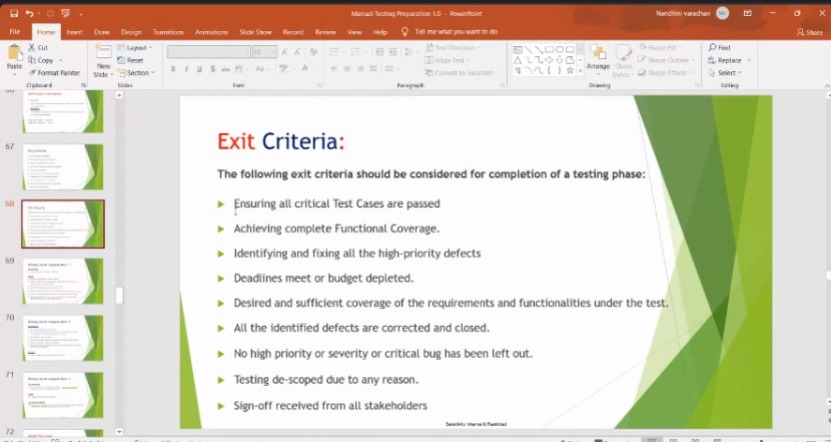 Manual Testing Preparation 1.0 - PowerPoint
Nandhini varadhan
File Home Insert Draw Design Transitions Animations Slide Show Record Review View Help Tell me what you want to do
Share
Paste
Cut
Copy
Format Painter
Clipboard
New Slide
Layout
Reset
Section
Slides
Font
Text Direction
Align Text
Convert to SmartArt
Paragraph
Arrange
Quick Styles
Shape Fill
Shape Outline
Shape Effects
Drawing
Find
Replace
Select
Editing
67
68
69
70
71
72
Exit Criteria:
The following exit criteria should be considered for completion of a testing phase:
Ensuring all critical Test Cases are passed
Achieving complete Functional Coverage.
Identifying and fixing all the high-priority defects
Deadlines meet or budget depleted.
Desired and sufficient coverage of the requirements and functionalities under the test.
All the identified defects are corrected and closed.
No high priority or severity or critical bug has been left out.
Testing de-scoped due to any reason.
Sign-off received from all stakeholders
Sensitivity: Internal & Restricted